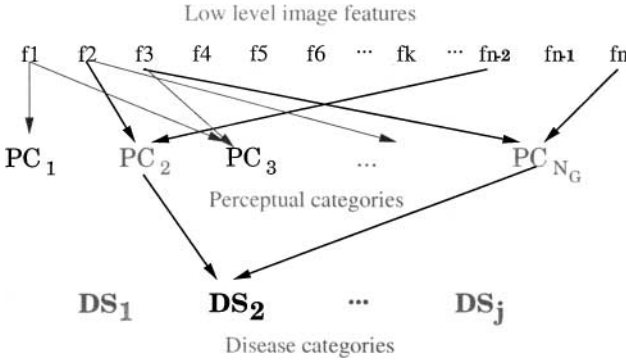 Low level image features
f1 f2 f3 f4 f5 f6 ... fk ... fn-2 fn-1 fn
PC1 PC2 PC3 ... PCNG
Perceptual categories
DS1 DS2 ... DSj
Disease categories